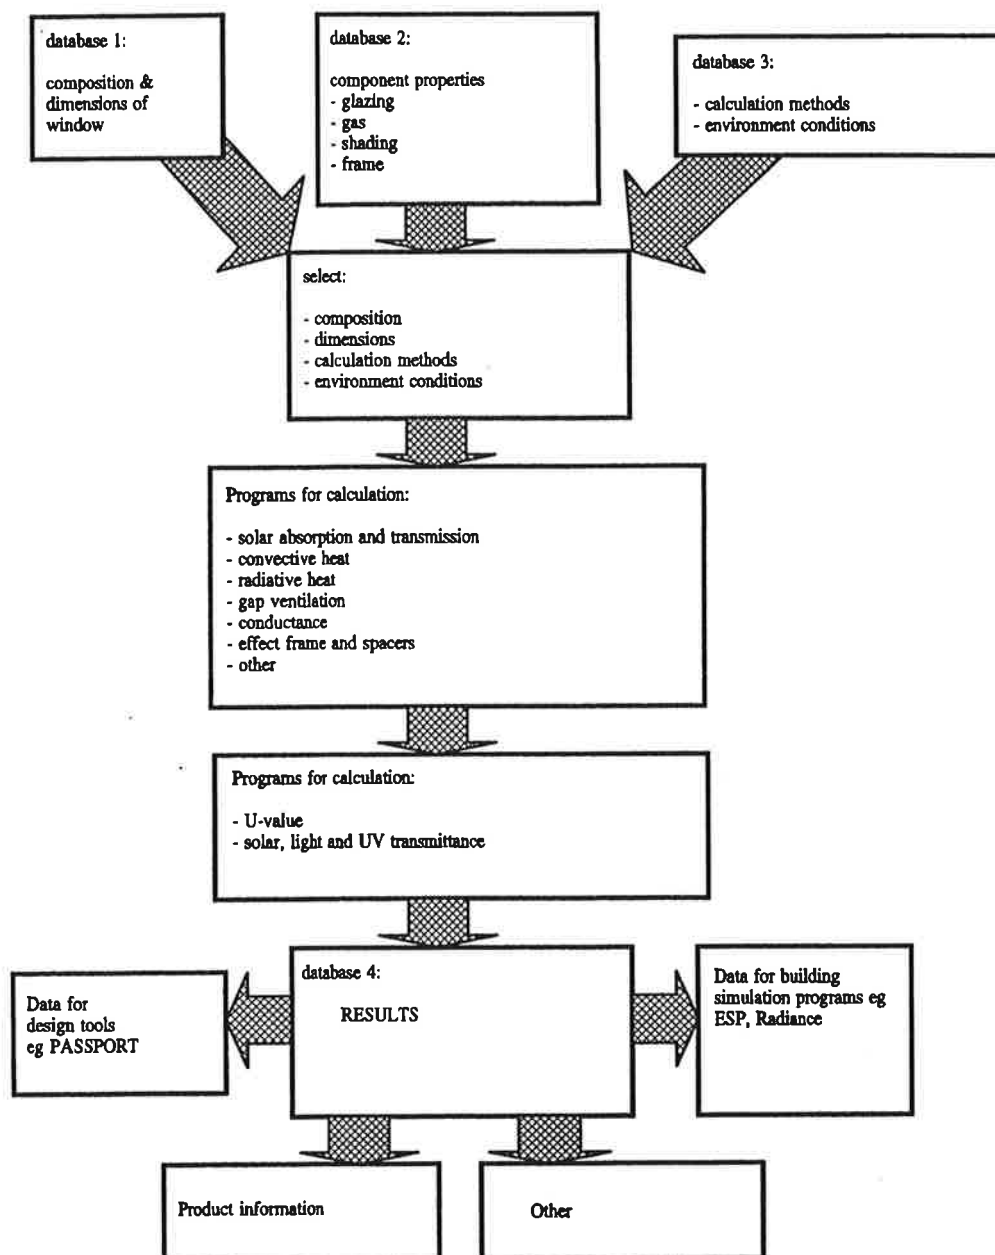 database 1:
composition &
dimensions of
window
database 2:
component properties
- glazing
- gas
- shading
- frame
database 3:
- calculation methods
- environment conditions
select:
- composition
- dimensions
- calculation methods
- environment conditions
Programs for calculation:
- solar absorption and transmission
- convective heat
- radiative heat
- gap ventilation
- conductance
- effect frame and spacers
- other
Programs for calculation:
- U-value
- solar, light and UV transmittance
database 4:
RESULTS
Data for
design tools
eg PASSPORT
Data for building
simulation programs eg
ESP, Radiance
Product information
Other